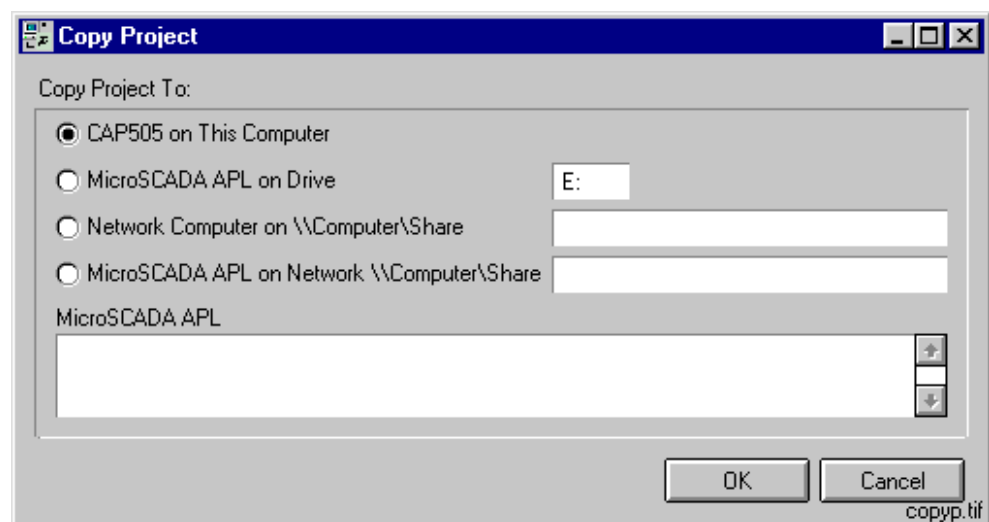 Copy Project
Copy Project To:
CAP505 on This Computer
MicroSCADA APL on Drive E:
Network Computer on \\Computer\Share
MicroSCADA APL on Network \\Computer\Share
MicroSCADA APL
OK Cancel
copyp.tif